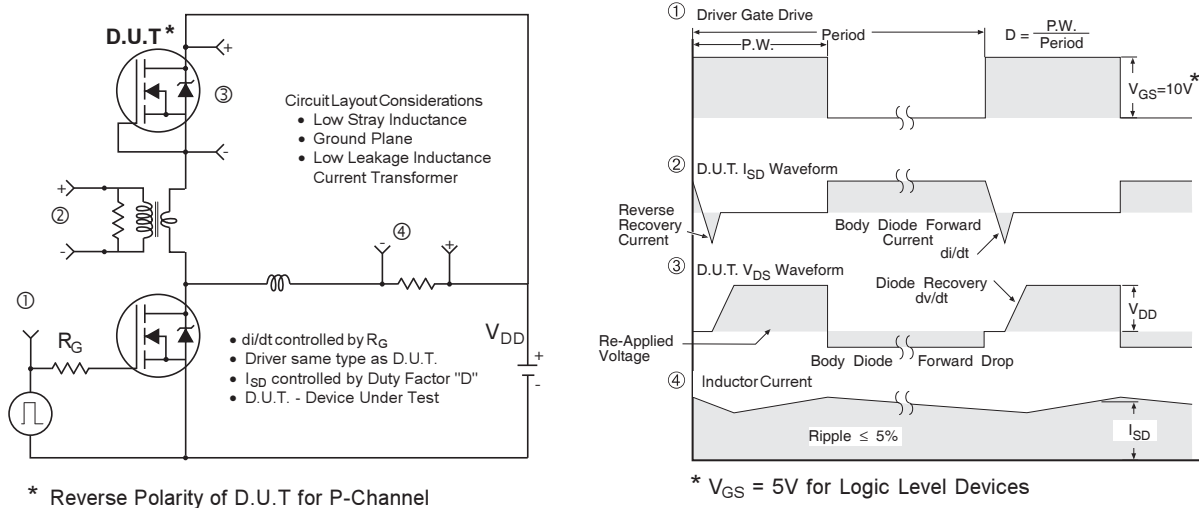 D.U.T *
+
③
-
Circuit Layout Considerations
• Low Stray Inductance
• Ground Plane
• Low Leakage Inductance
Current Transformer
+
②
-
④
- +
①
R_G
• di/dt controlled by R_G
• Driver same type as D.U.T.
• I_SD controlled by Duty Factor "D"
• D.U.T. - Device Under Test
V_DD
+
-
* Reverse Polarity of D.U.T for P-Channel
① Driver Gate Drive
P.W.
Period
D = P.W. / Period
V_GS=10V *
② D.U.T. I_SD Waveform
Reverse
Recovery
Current
Body Diode Forward
Current
di/dt
③ D.U.T. V_DS Waveform
Diode Recovery
dv/dt
V_DD
Re-Applied
Voltage
Body Diode Forward Drop
④ Inductor Current
Ripple ≤ 5%
I_SD
* V_GS = 5V for Logic Level Devices